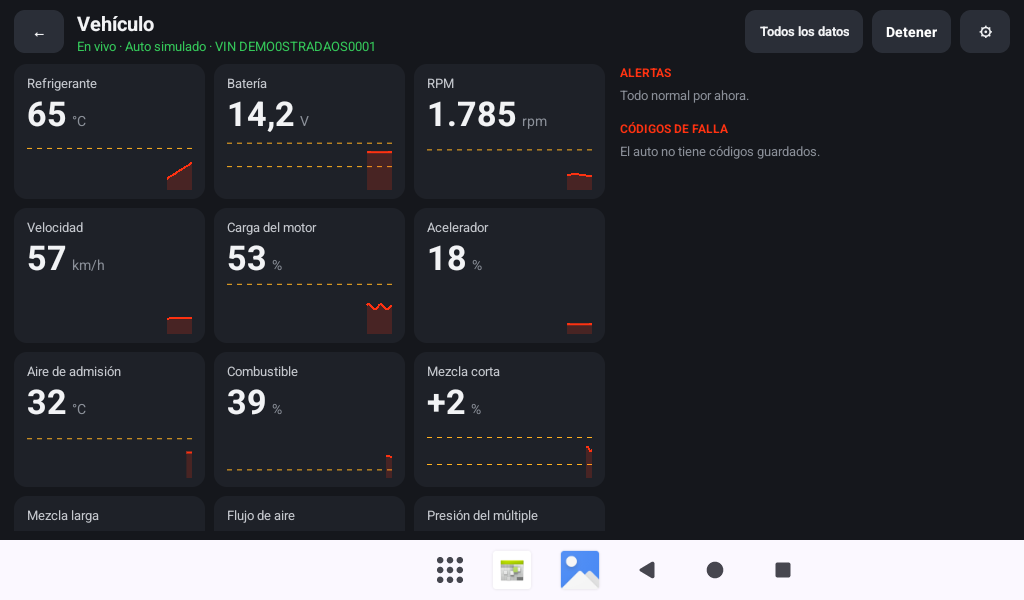 ←
Vehículo
En vivo · Auto simulado · VIN DEMO0STRADAOS0001
Todos los datos
Detener
⚙
Refrigerante
65 °C
Batería
14,2 V
RPM
1.785 rpm
Velocidad
57 km/h
Carga del motor
53 %
Acelerador
18 %
Aire de admisión
32 °C
Combustible
39 %
Mezcla corta
+2 %
Mezcla larga
Flujo de aire
Presión del múltiple
ALERTAS
Todo normal por ahora.
CÓDIGOS DE FALLA
El auto no tiene códigos guardados.